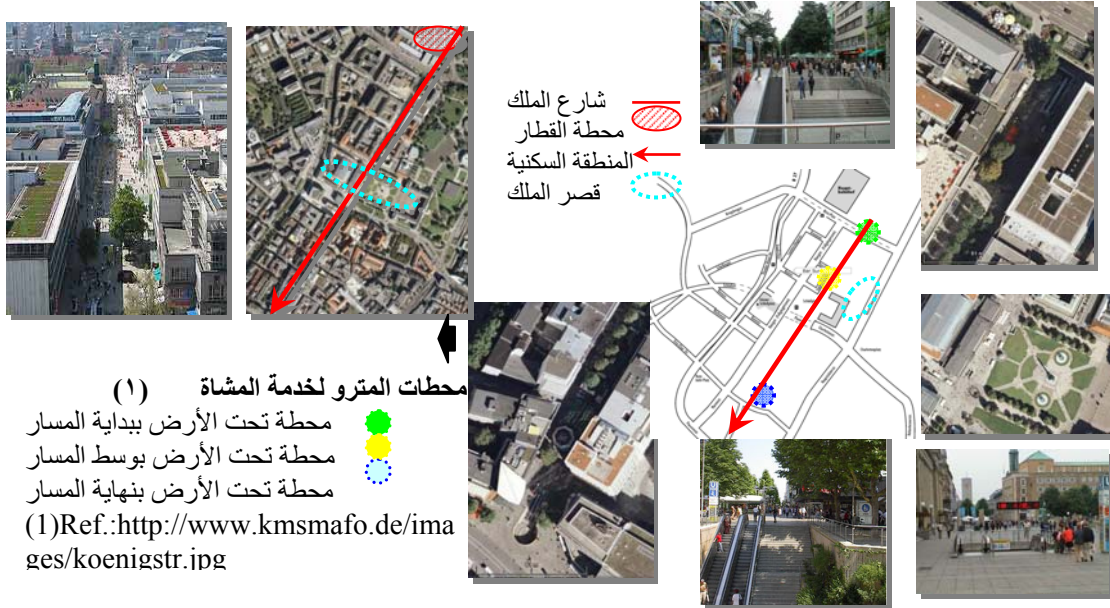 شارع الملك
محطة القطار
المنطقة السكنية
قصر الملك
محطات المترو لخدمة المشاة (١)
محطة تحت الأرض ببداية المسار
محطة تحت الأرض بوسط المسار
محطة تحت الأرض بنهاية المسار
(1)Ref.:http://www.kmsmafo.de/ima
ges/koenigstr.jpg